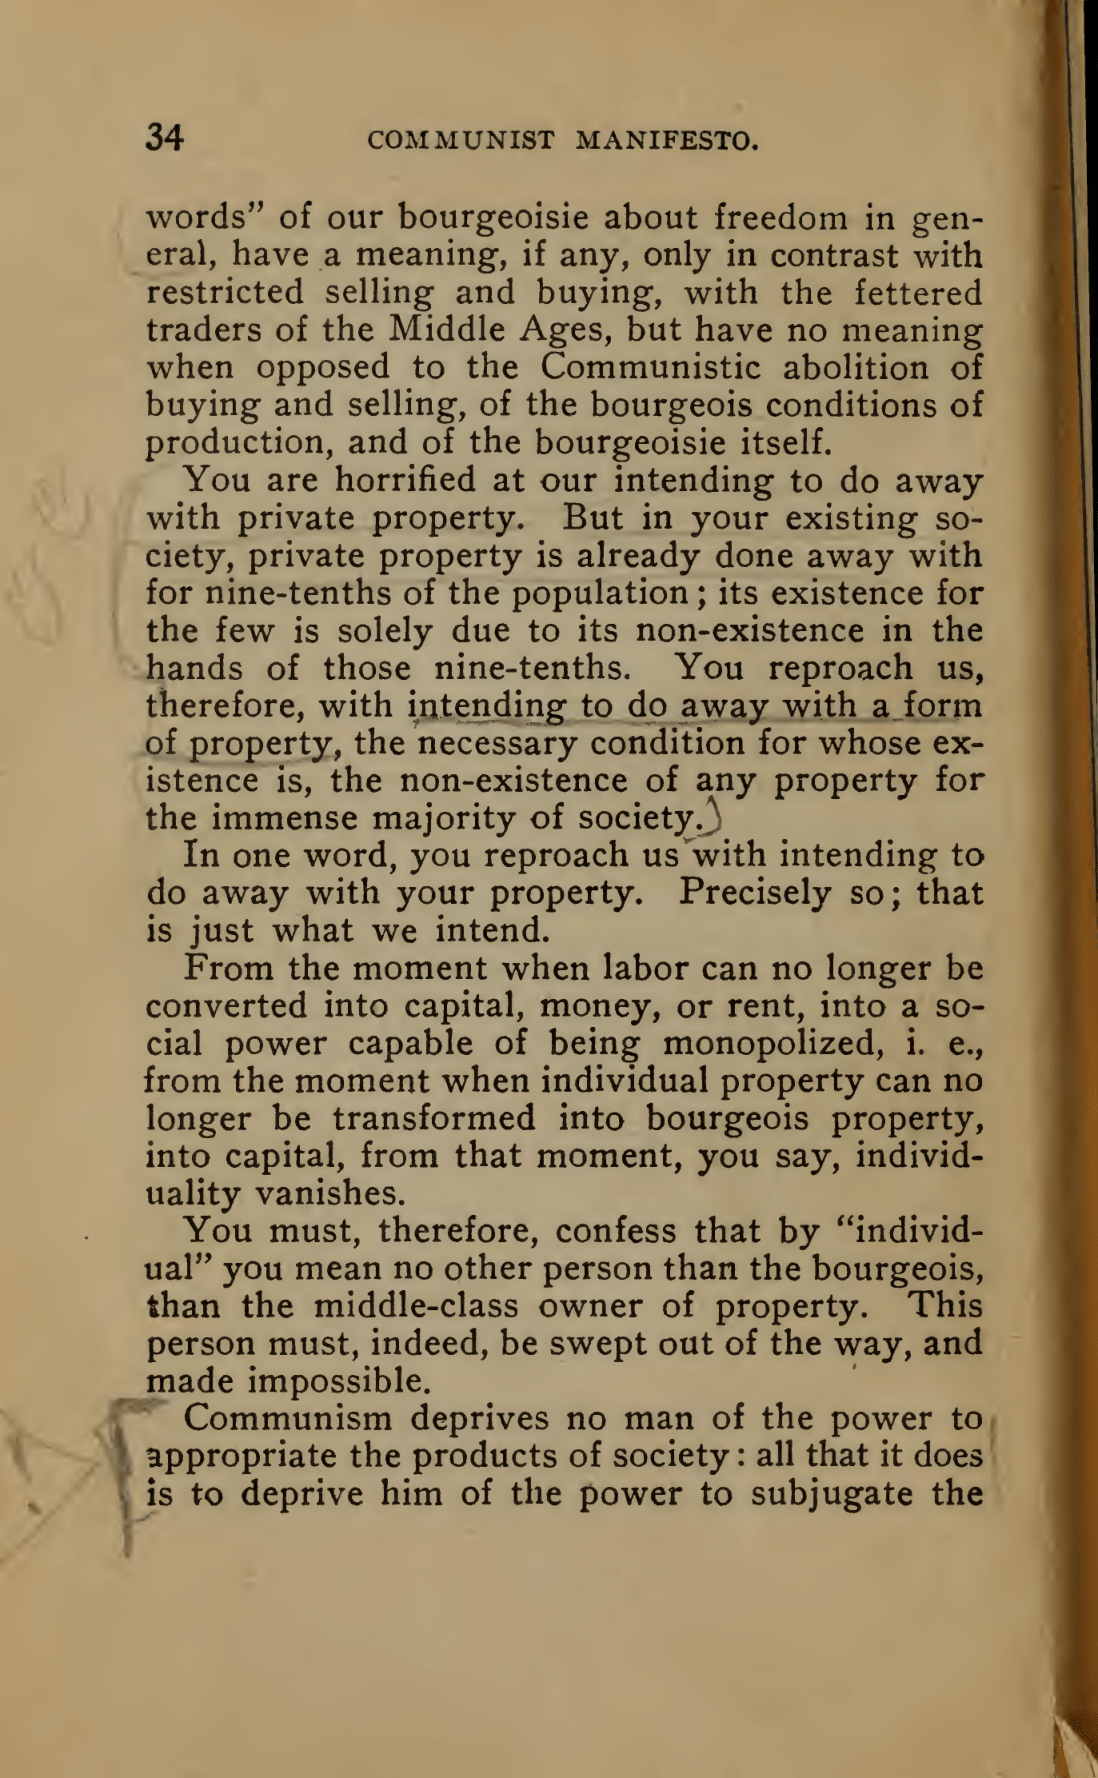 34 COMMUNIST MANIFESTO.
words” of our bourgeoisie about freedom in gen-
eral, have a meaning, if any, only in contrast with
restricted selling and buying, with the fettered
traders of the Middle Ages, but have no meaning
when opposed to the Communistic abolition of
buying and selling, of the bourgeois conditions of
production, and of the bourgeoisie itself.
You are horrified at our intending to do away
with private property. But in your existing so-
ciety, private property is already done away with
for nine-tenths of the population; its existence for
the few is solely due to its non-existence in the
hands of those nine-tenths. You reproach us,
therefore, with intending to do away with a form
of property, the necessary condition for whose ex-
istence is, the non-existence of any property for
the immense majority of society.
In one word, you reproach us with intending to
do away with your property. Precisely so; that
is just what we intend.
From the moment when labor can no longer be
converted into capital, money, or rent, into a so-
cial power capable of being monopolized, i. e.,
from the moment when individual property can no
longer be transformed into bourgeois property,
into capital, from that moment, you say, individ-
uality vanishes.
You must, therefore, confess that by “individ-
ual” you mean no other person than the bourgeois,
than the middle-class owner of property. This
person must, indeed, be swept out of the way, and
made impossible.
Communism deprives no man of the power to
appropriate the products of society: all that it does
is to deprive him of the power to subjugate the